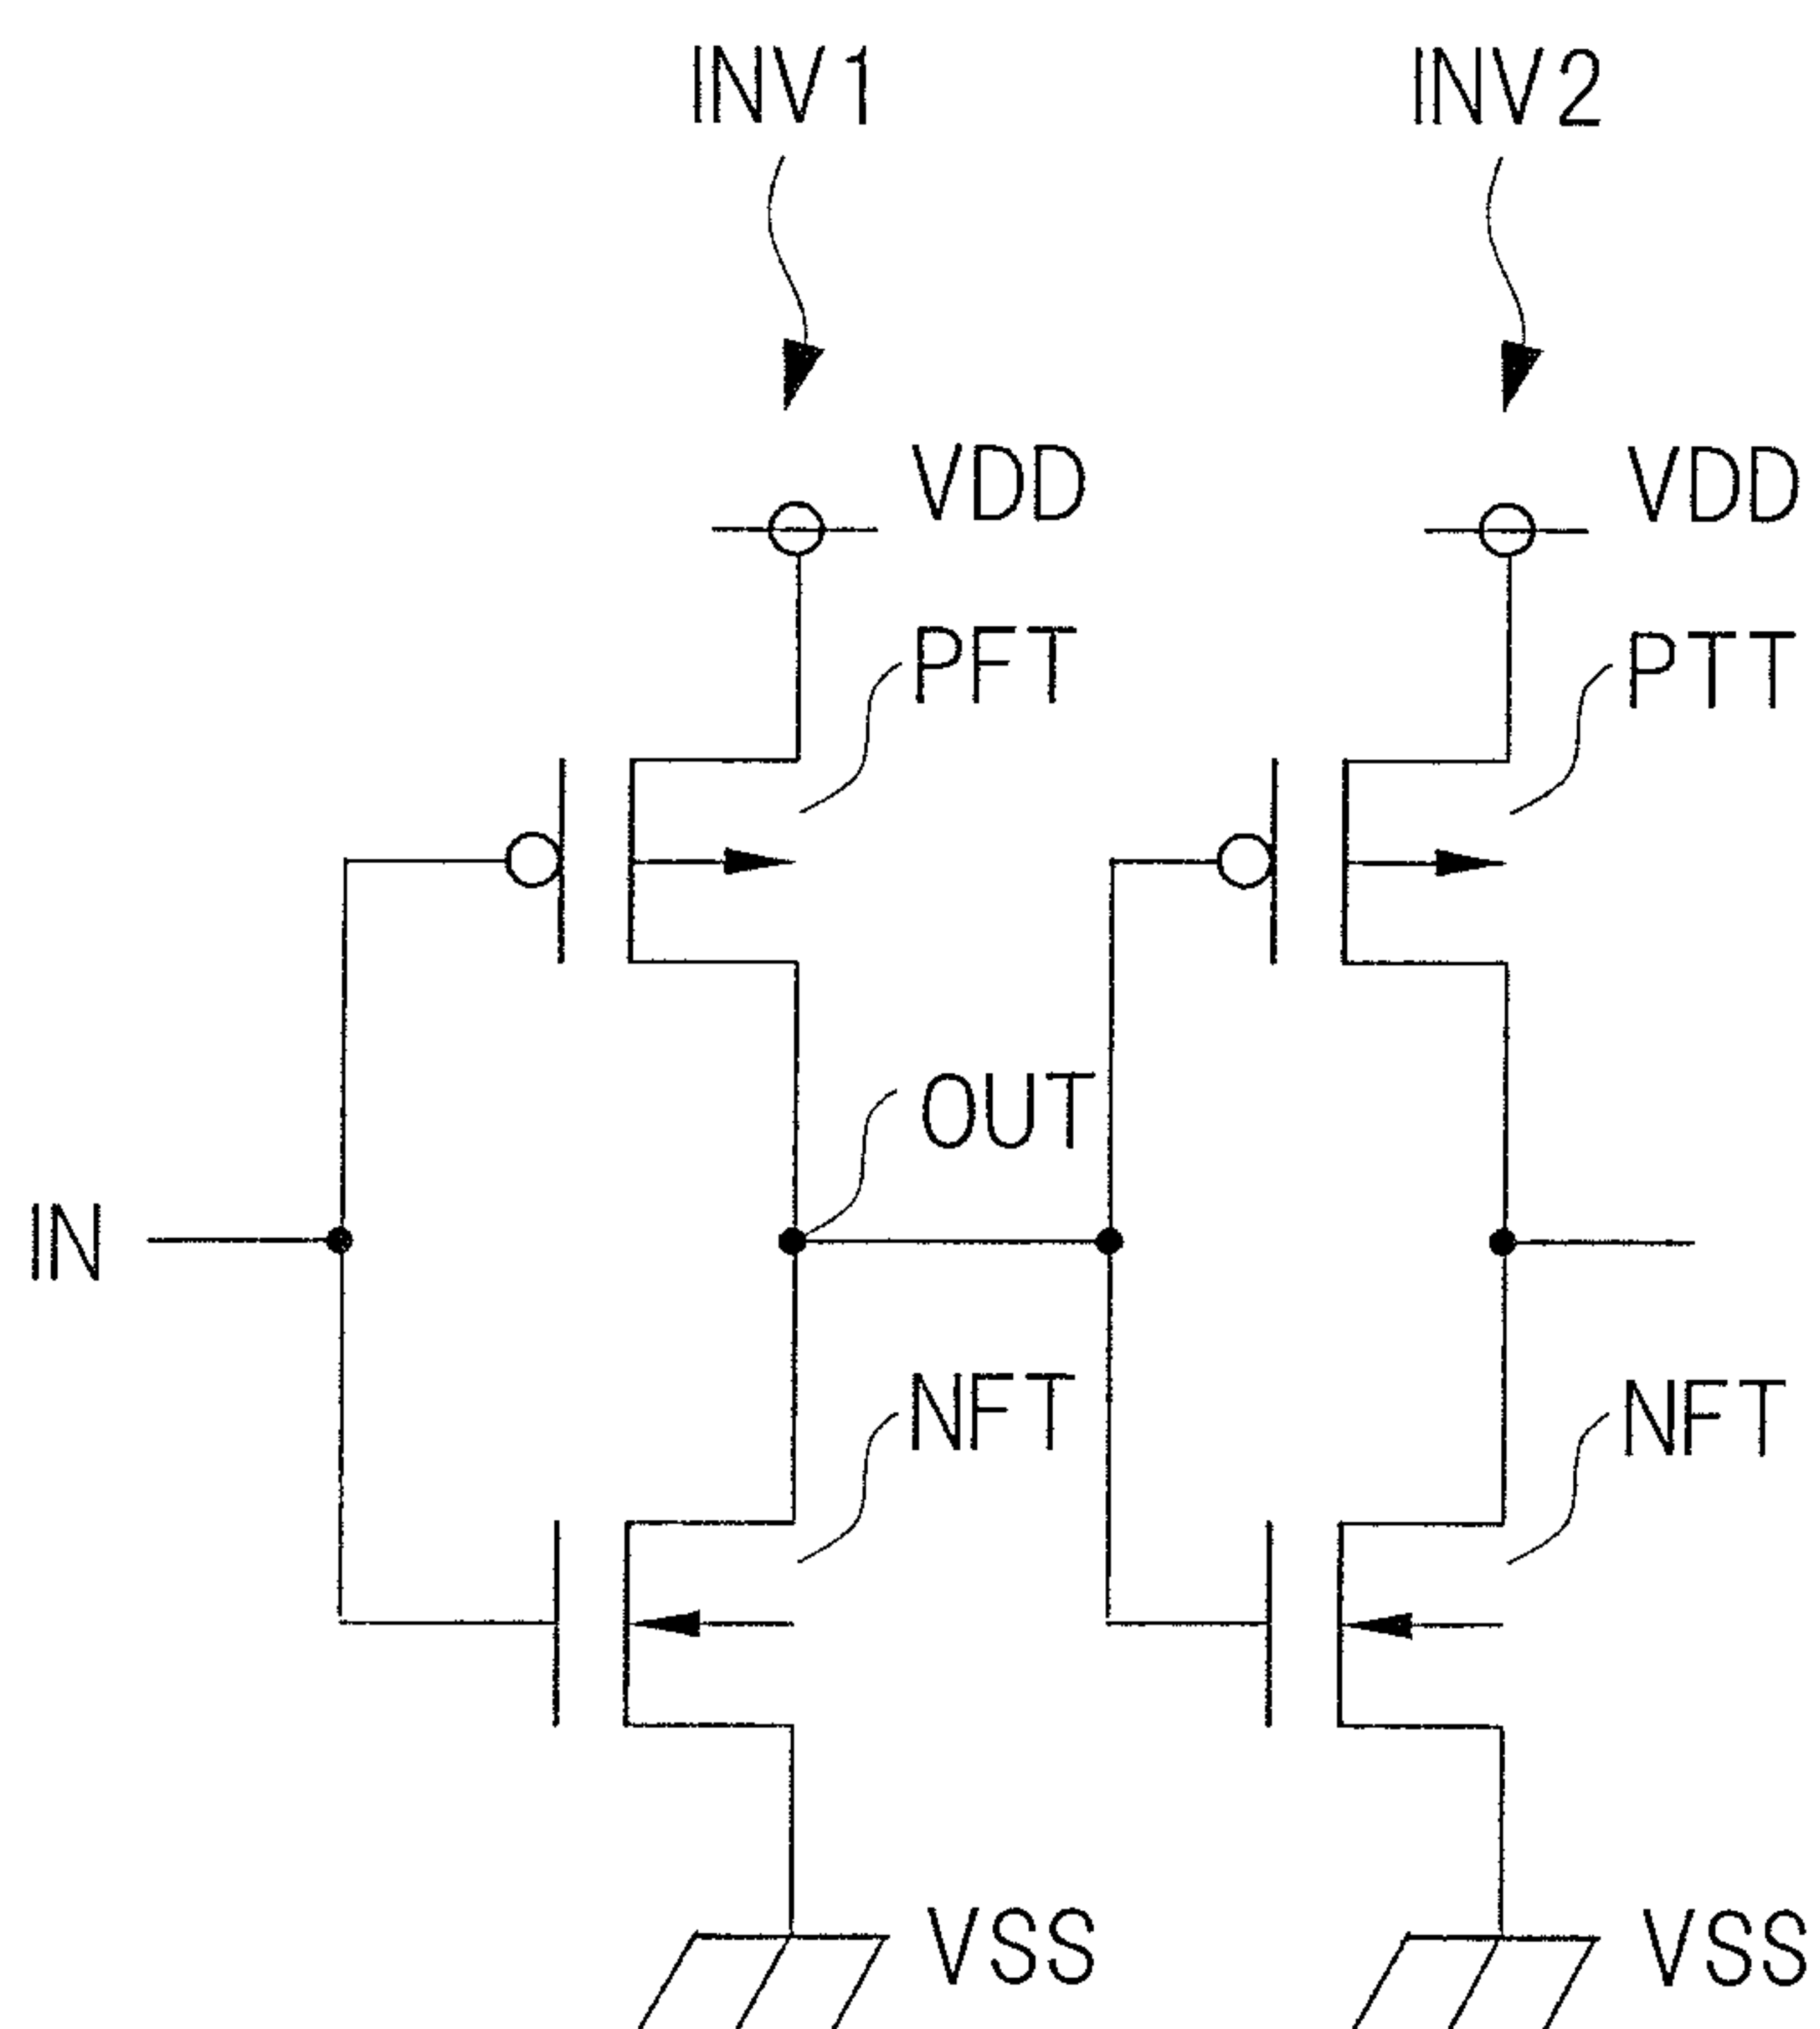 INV1
INV2
VDD
VDD
PFT
PTT
OUT
IN
NFT
NFT
VSS
VSS